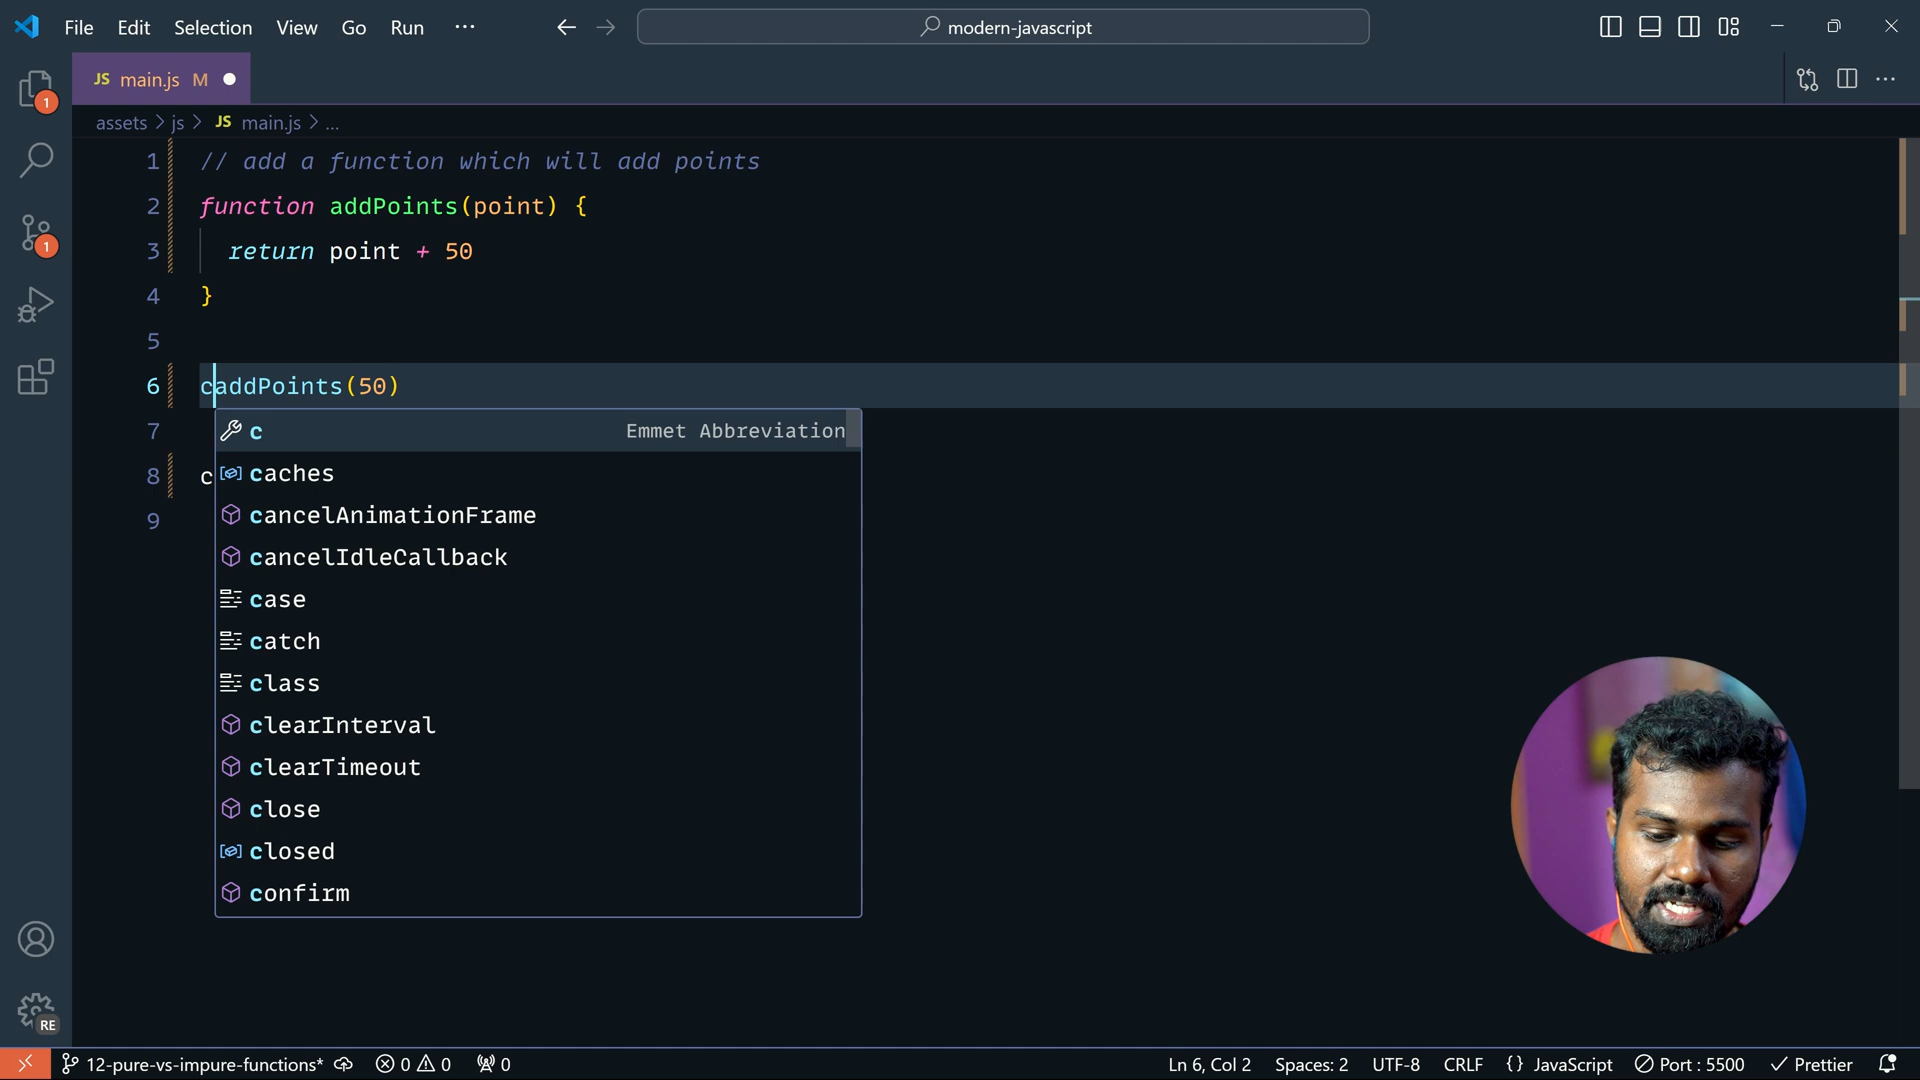 File Edit Selection View Go Run ···
modern-javascript
JS main.js M
assets > js > JS main.js > ...
1 // add a function which will add points
2 function addPoints(point) {
3 return point + 50
4 }
5
6 caddPoints(50)
7
8 c
9
c Emmet Abbreviation
caches
cancelAnimationFrame
cancelIdleCallback
case
catch
class
clearInterval
clearTimeout
close
closed
confirm
1
1
RE
12-pure-vs-impure-functions* 0 0 0 Ln 6, Col 2 Spaces: 2 UTF-8 CRLF {} JavaScript Port : 5500 Prettier